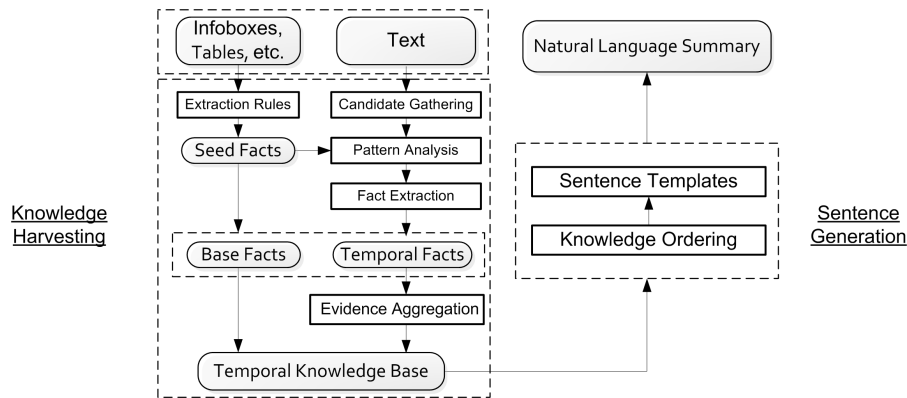 Infoboxes,
Tables, etc.
Text
Natural Language Summary
Extraction Rules
Candidate Gathering
Seed Facts
Pattern Analysis
Fact Extraction
Sentence Templates
Knowledge
Harvesting
Sentence
Generation
Knowledge Ordering
Base Facts
Temporal Facts
Evidence Aggregation
Temporal Knowledge Base